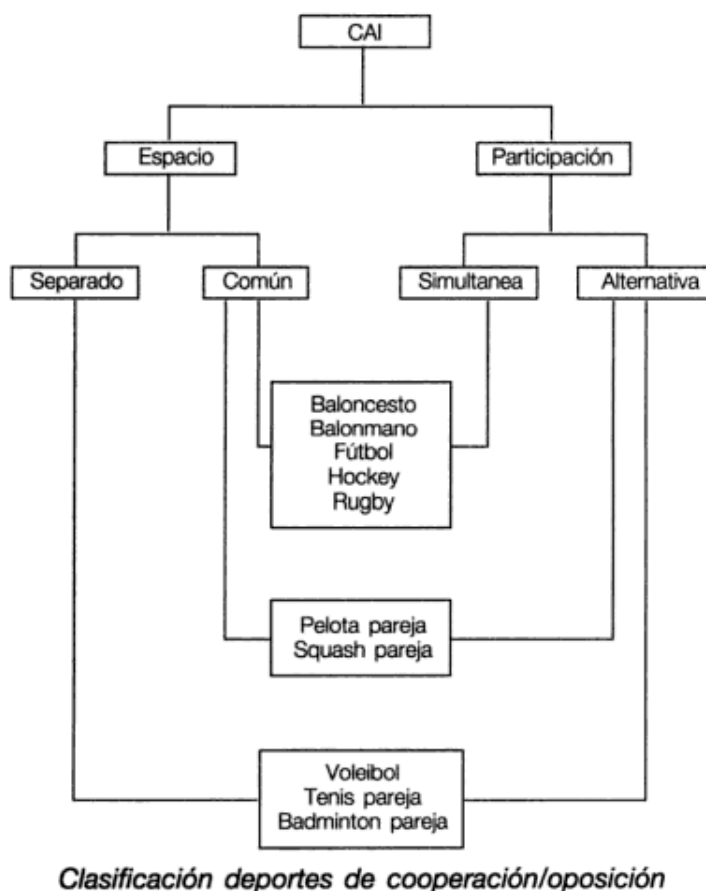 CAI
Espacio
Participación
Separado
Común
Simultanea
Alternativa
Baloncesto
Balonmano
Fútbol
Hockey
Rugby
Pelota pareja
Squash pareja
Voleibol
Tenis pareja
Badminton pareja
Clasificación deportes de cooperación/oposición